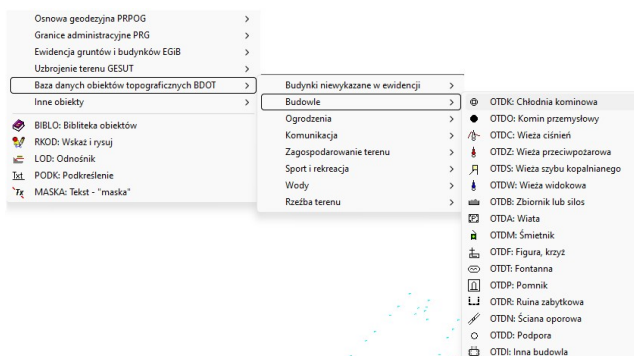 Osnowa geodezyjna PRPOG
Granice administracyjne PRG
Ewidencja gruntów i budynków EGiB
Uzbrojenie terenu GESUT
Baza danych obiektów topograficznych BDOT
Inne obiekty
BIBLO: Bibliteka obiektów
RKOD: Wskaż i rysuj
LOD: Odnośnik
Txt PODK: Podkreślenie
Tx MASKA: Tekst - "maska"
Budynki niewykazane w ewidencji
Budowle
Ogrodzenia
Komunikacja
Zagospodarowanie terenu
Sport i rekreacja
Wody
Rzeźba terenu
OTDK: Chłodnia kominowa
OTDO: Komin przemysłowy
OTDC: Wieża ciśnień
OTDZ: Wieża przeciwpożarowa
OTDS: Wieża szybu kopalnianego
OTDW: Wieża widokowa
OTDB: Zbiornik lub silos
OTDA: Wiata
OTDM: Śmietnik
OTDF: Figura, krzyż
OTDT: Fontanna
OTDP: Pomnik
OTDR: Ruina zabytkowa
OTDN: Ściana oporowa
OTDD: Podpora
OTDI: Inna budowla